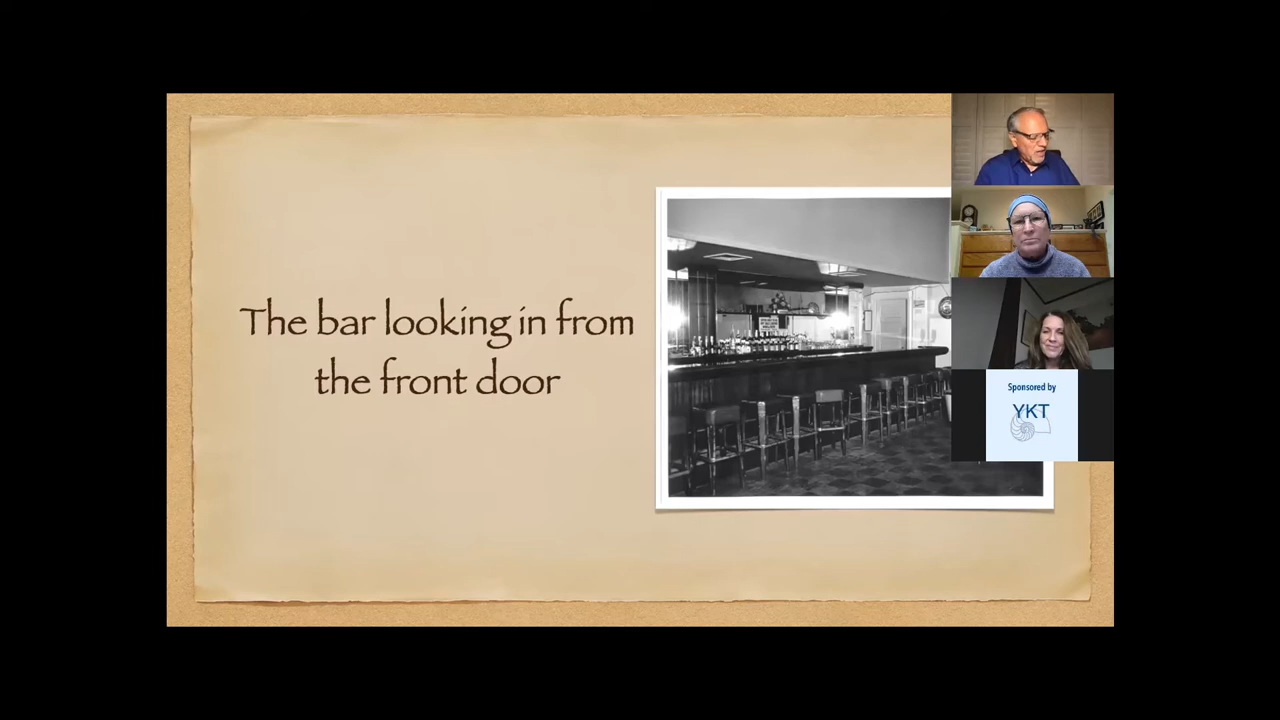 The bar looking in from
the front door
Sponsored by
YKT